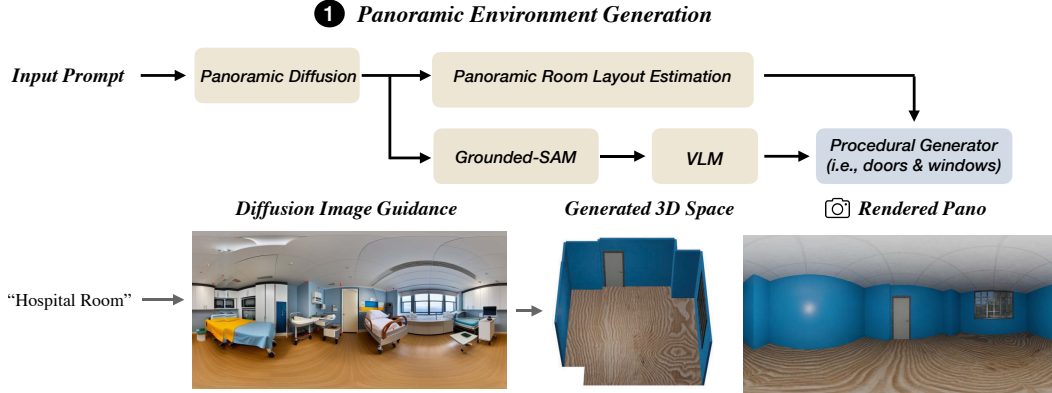 1 Panoramic Environment Generation
Input Prompt
Panoramic Diffusion
Panoramic Room Layout Estimation
Grounded-SAM
VLM
Procedural Generator
(i.e., doors & windows)
Diffusion Image Guidance
Generated 3D Space
Rendered Pano
“Hospital Room”